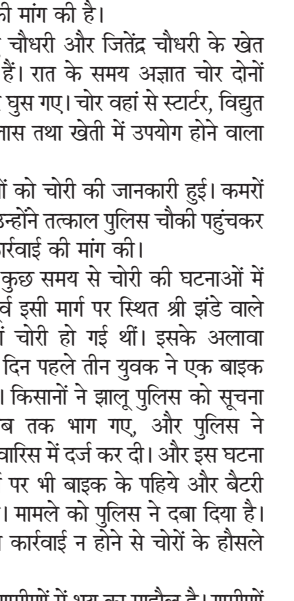 की मांग की है।
चौधरी और जितेंद्र चौधरी के खेत
हैं। रात के समय अज्ञात चोर दोनों
घुस गए। चोर वहां से स्टार्टर, विद्युत
तथा खेती में उपयोग होने वाला
को चोरी की जानकारी हुई। कमरों
उन्होंने तत्काल पुलिस चौकी पहुंचकर
कार्रवाई की मांग की।
कुछ समय से चोरी की घटनाओं में
इसी मार्ग पर स्थित श्री झंडे वाले
चोरी हो गई थीं। इसके अलावा
दिन पहले तीन युवक ने एक बाइक
। किसानों ने झालू पुलिस को सूचना
तक भाग गए, और पुलिस ने
में दर्ज कर दी। और इस घटना
पर भी बाइक के पहिये और बैटरी
। मामले को पुलिस ने दबा दिया है।
कार्रवाई न होने से चोरों के हौसले